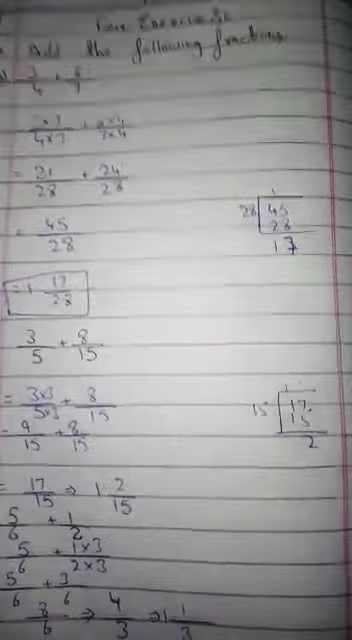 Add the following fractions
3/4 + 6/7
3×7/4×7 + 6×4/7×4
= 21/28 + 24/28
= 45/28
28 45
28
17
= 1 17/28
3/5 + 8/15
= 3×3/5×3 + 8/15
= 9/15 + 8/15
15 17
15
2
= 17/15 ⇒ 1 2/15
5/6 + 1/2
5/6 + 1×3/2×3
5/6 + 3/6
8/6 ⇒ 4/3 ⇒ 1 1/3